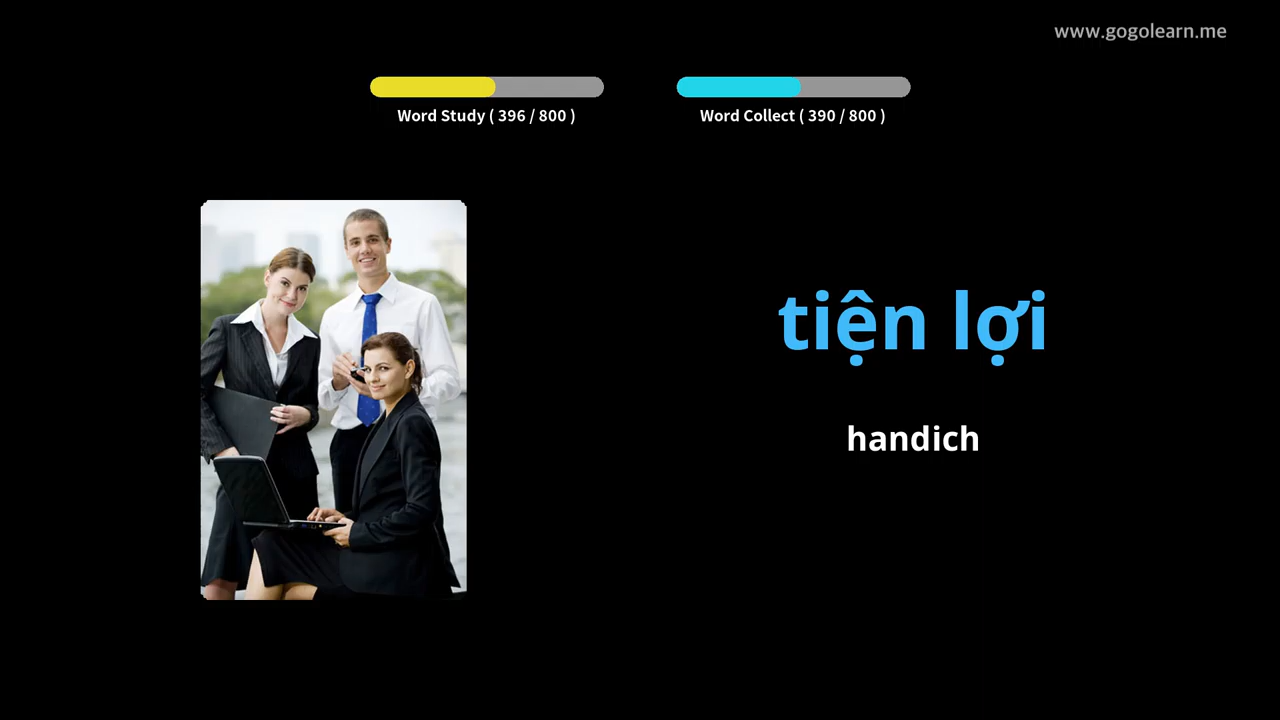 www.gogolearn.me
Word Study ( 396 / 800 )
Word Collect ( 390 / 800 )
tiện lợi
handich